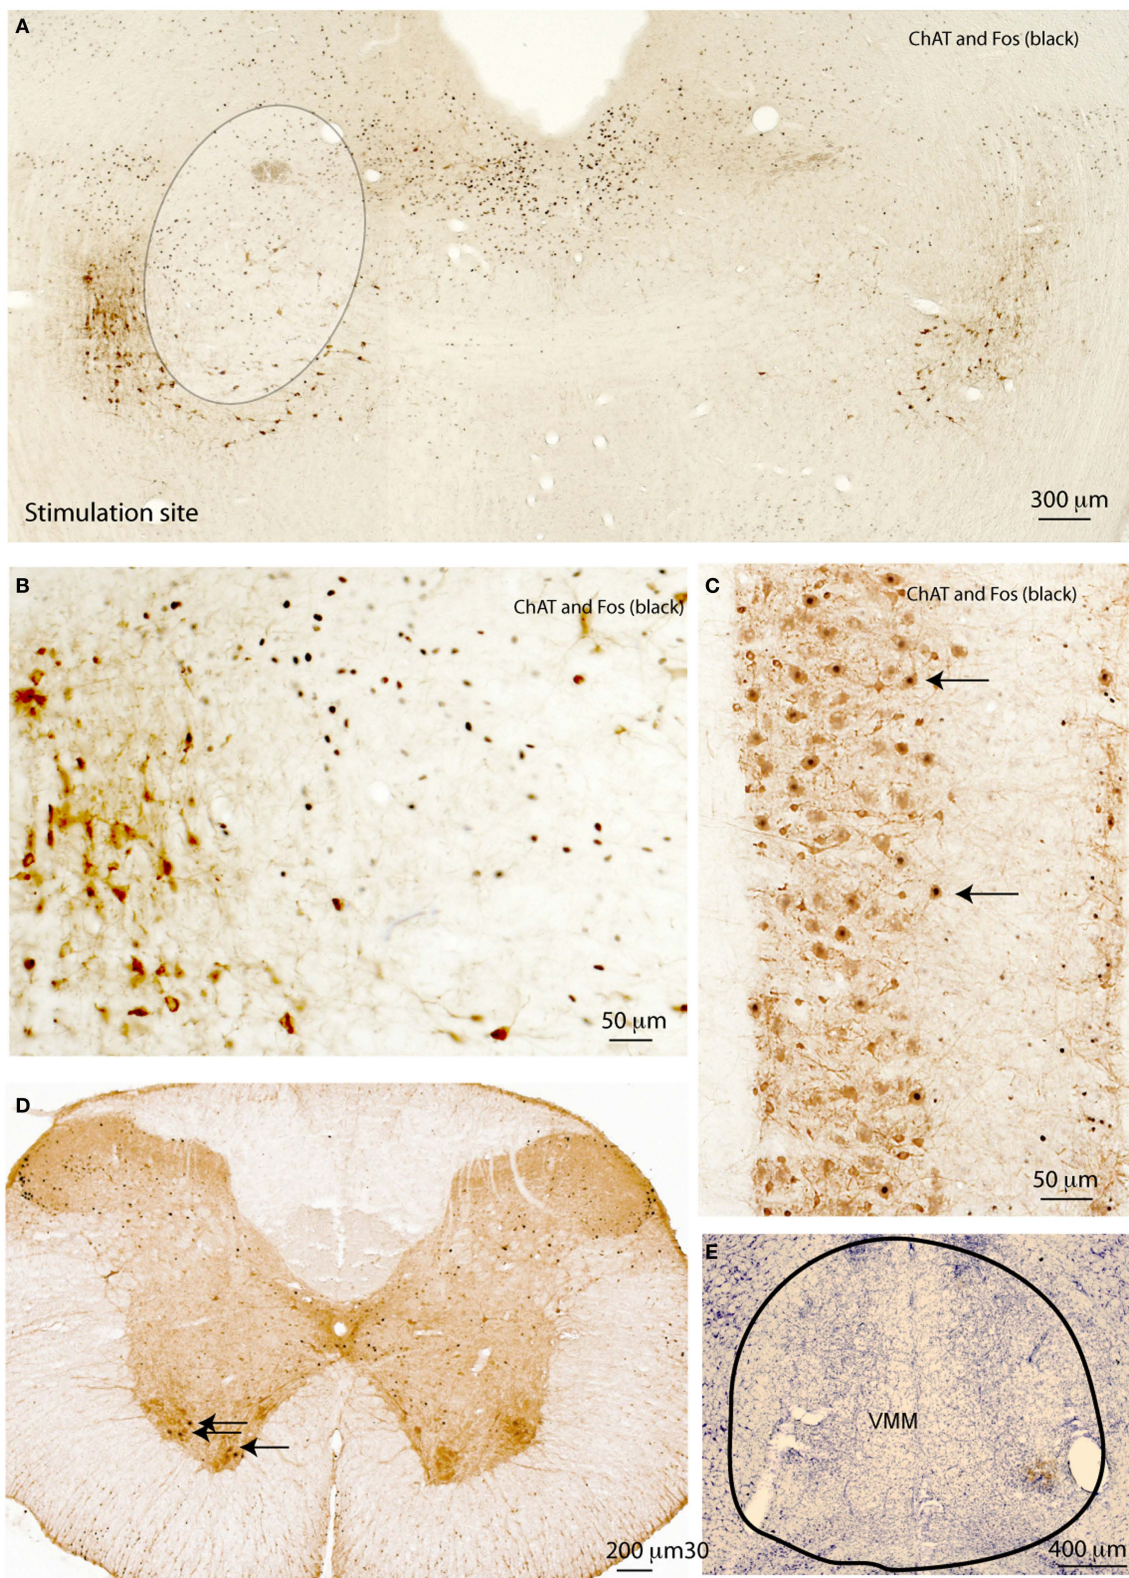 A
ChAT and Fos (black)
Stimulation site
300 µm
B
ChAT and Fos (black)
50 µm
C
ChAT and Fos (black)
50 µm
D
200 µm30
E
VMM
400 µm